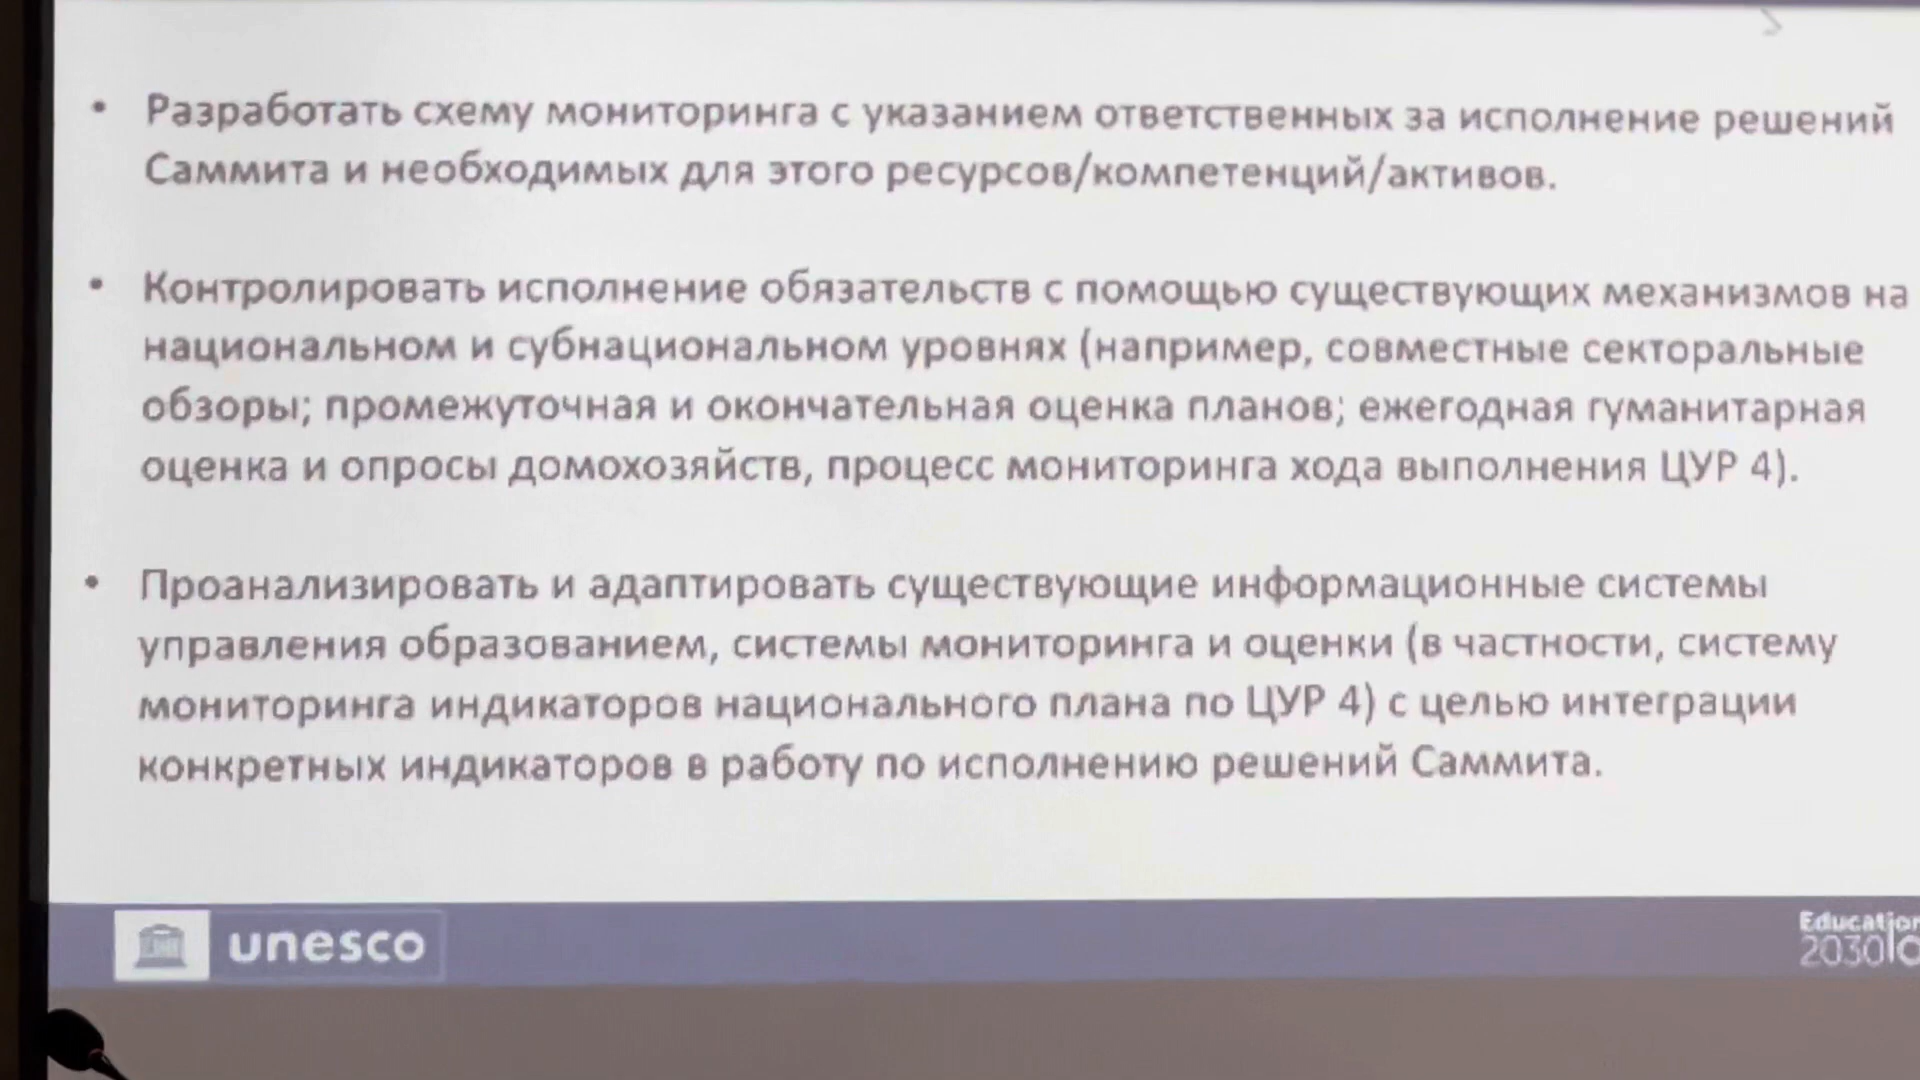 • Разработать схему мониторинга с указанием ответственных за исполнение решений
Саммита и необходимых для этого ресурсов/компетенций/активов.
• Контролировать исполнение обязательств с помощью существующих механизмов на
национальном и субнациональном уровнях (например, совместные секторальные
обзоры; промежуточная и окончательная оценка планов; ежегодная гуманитарная
оценка и опросы домохозяйств, процесс мониторинга хода выполнения ЦУР 4).
• Проанализировать и адаптировать существующие информационные системы
управления образованием, системы мониторинга и оценки (в частности, систему
мониторинга индикаторов национального плана по ЦУР 4) с целью интеграции
конкретных индикаторов в работу по исполнению решений Саммита.
unesco
Education
2030